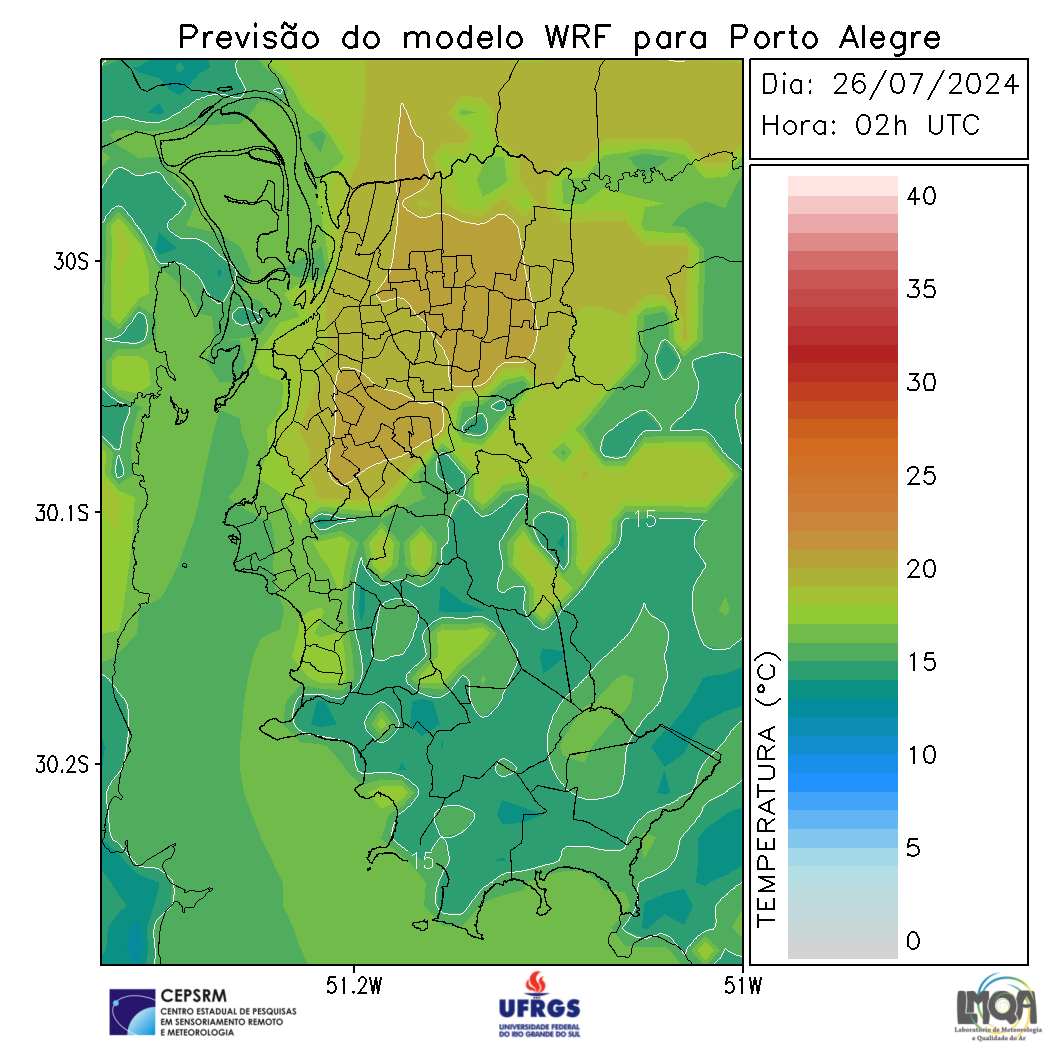 Previsão do modelo WRF para Porto Alegre
Dia: 26/07/2024
Hora: 02h UTC
30S
30.1S
30.2S
51.2W
51W
15
15
TEMPERATURA (°C)
40
35
30
25
20
15
10
5
0
CEPSRM
CENTRO ESTADUAL DE PESQUISAS
EM SENSORIAMENTO REMOTO
E METEOROLOGIA
UFRGS
UNIVERSIDADE FEDERAL
DO RIO GRANDE DO SUL
LMQA
Laboratório de Meteorologia
e Qualidade do Ar